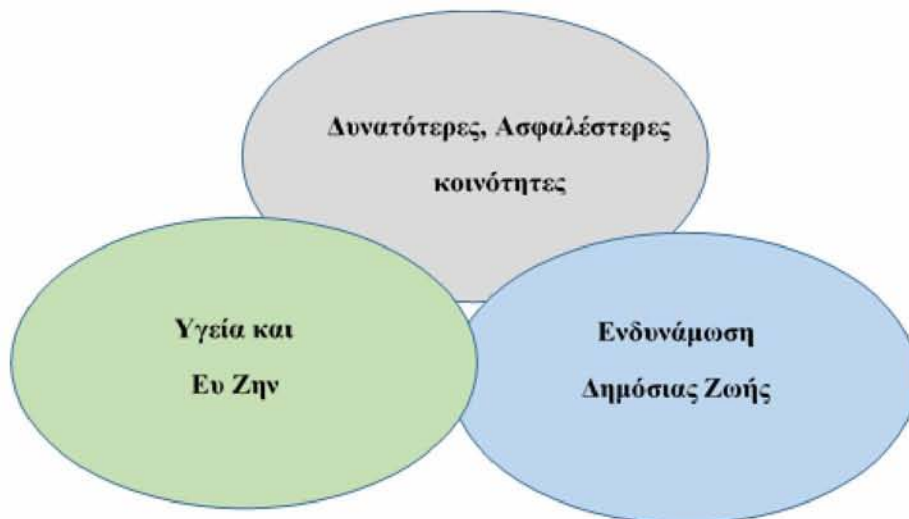 Δυνατότερες, Ασφαλέστερες
κοινότητες
Υγεία και
Ευ Ζην
Ενδυνάμωση
Δημόσιας Ζωής